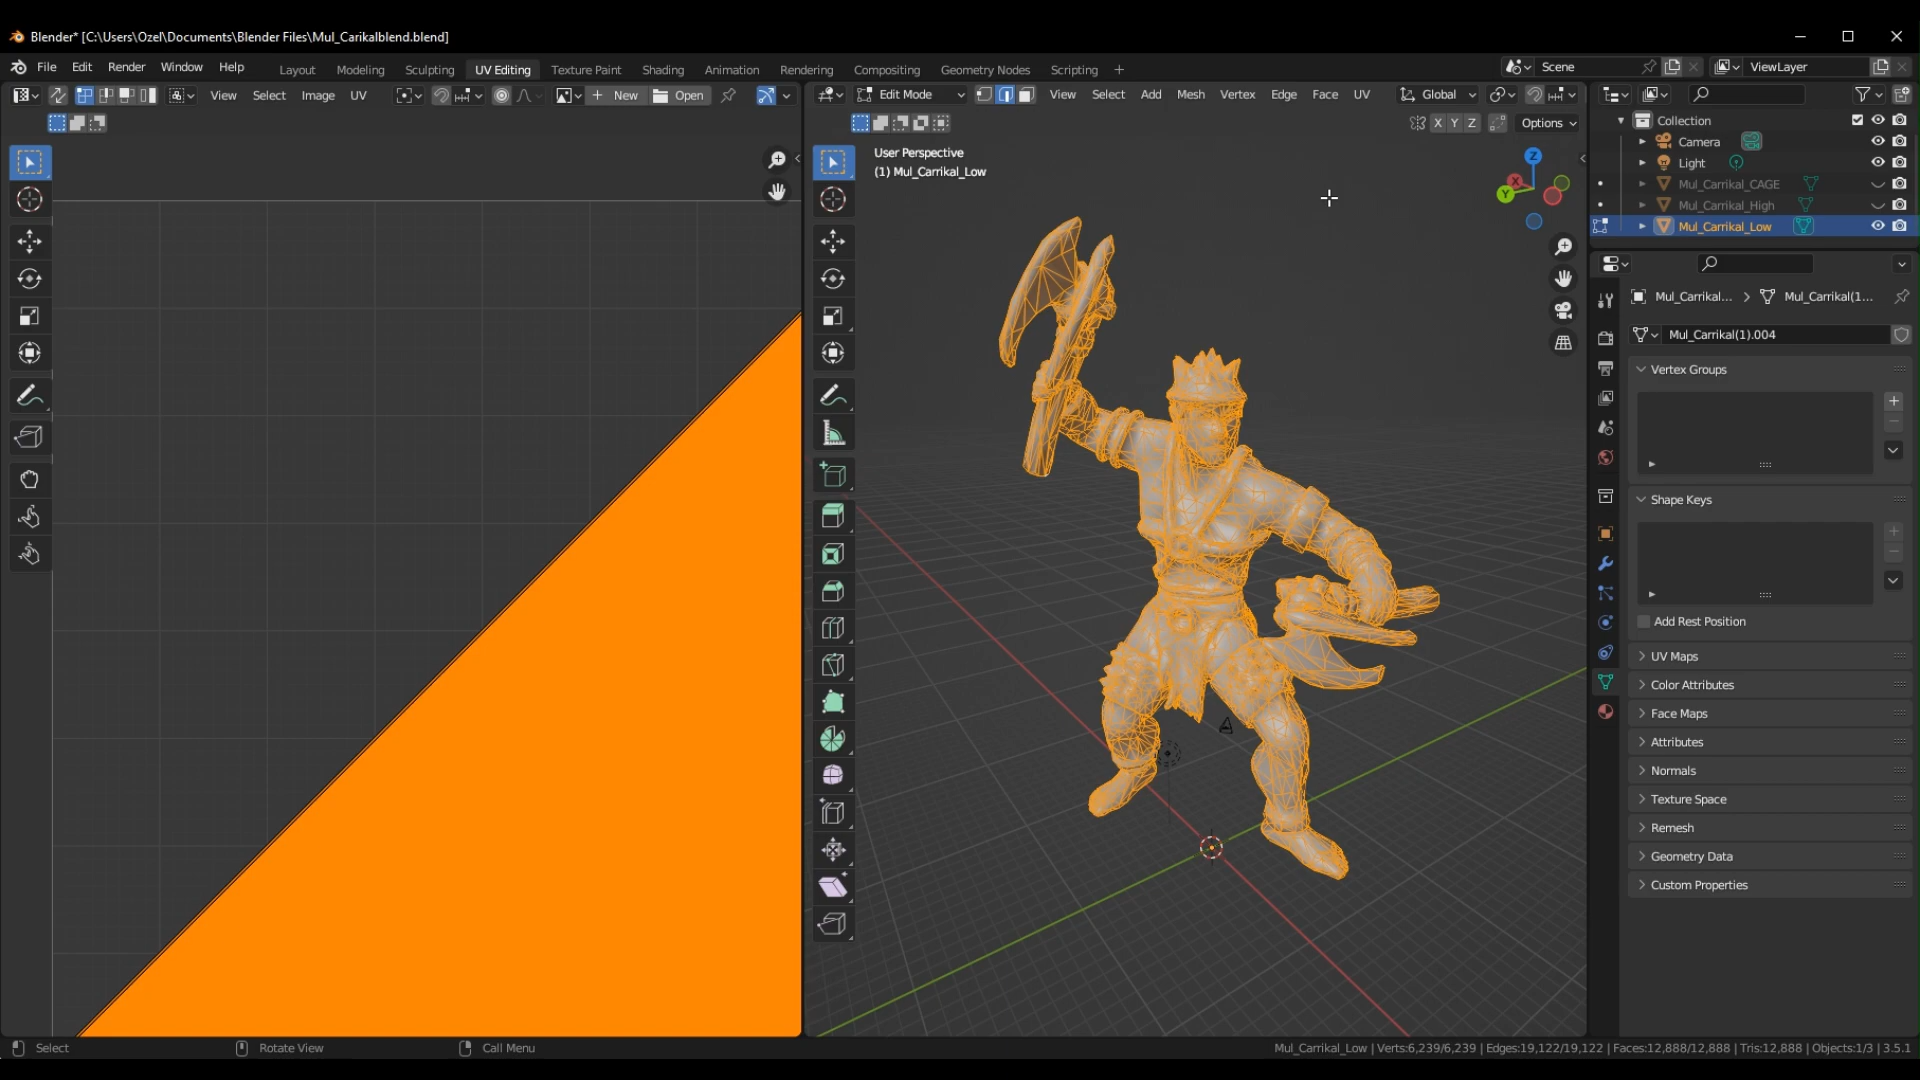 Blender* [C:\Users\Ozel\Documents\Blender Files\Mul_Carikalblend.blend]
File Edit Render Window Help Layout Modeling Sculpting UV Editing Texture Paint Shading Animation Rendering Compositing Geometry Nodes Scripting + Scene ViewLayer
View Select Image UV New Open Edit Mode View Select Add Mesh Vertex Edge Face UV Global
X Y Z Options
User Perspective
(1) Mul_Carrikal_Low
Z
X
Y
Collection
Camera
Light
Mul_Carrikal_CAGE
Mul_Carrikal_High
Mul_Carrikal_Low
Mul_Carrikal... > Mul_Carrikal(1...
Mul_Carrikal(1).004
Vertex Groups
Shape Keys
Add Rest Position
UV Maps
Color Attributes
Face Maps
Attributes
Normals
Texture Space
Remesh
Geometry Data
Custom Properties
Select Rotate View Call Menu Mul_Carrikal_Low | Verts:6,239/6,239 | Edges:19,122/19,122 | Faces:12,888/12,888 | Tris:12,888 | Objects:1/3 | 3.5.1